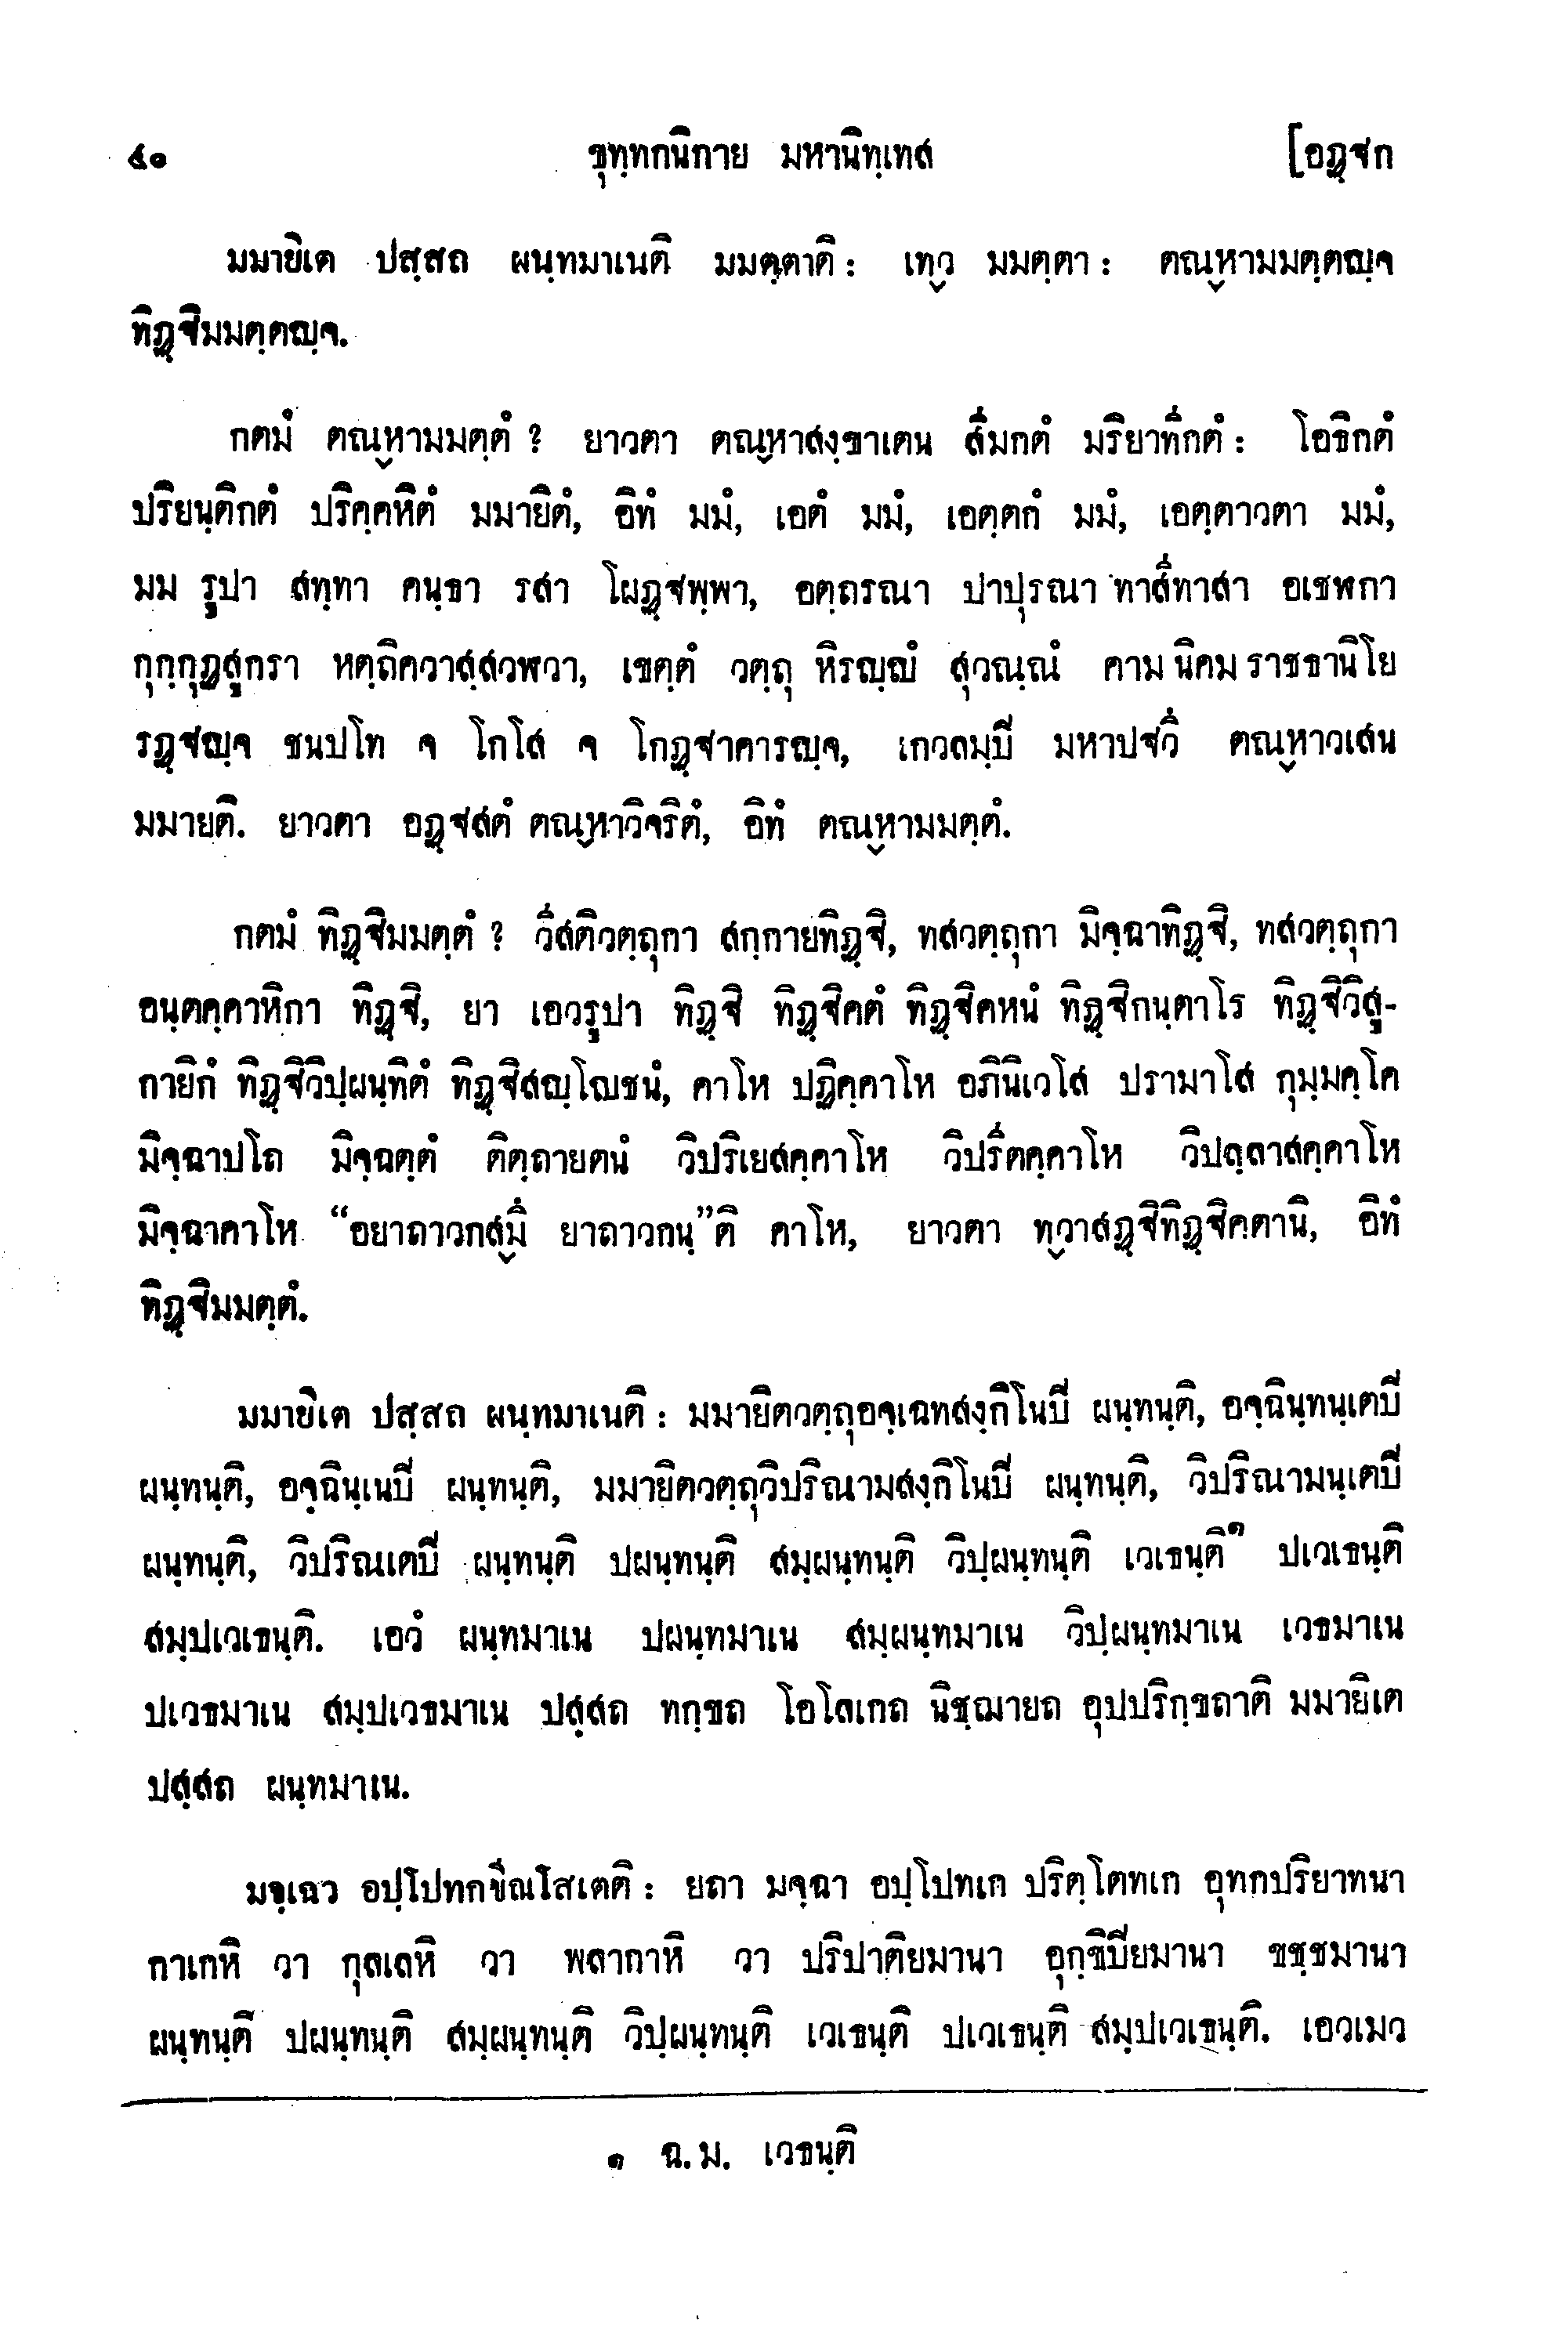 ๔๐ ขุทฺทกนิกาย มหานิทฺเทส [อฏฺฐก
มมายิเต ปสฺสถ ผนฺทมาเนติ มมตฺตาติ : เทฺว มมตฺตา : ตณฺหามมตฺตญฺจ
ทิฏฺฐิมมตฺตญฺจ.
กตมํ ตณฺหามมตฺตํ ? ยาวตา ตณฺหาสงฺขาเตน สีมกตํ มริยาทีกตํ : โอธิกตํ
ปริยนฺติกตํ ปริคฺคหิตํ มมายิตํ, อิทํ มมํ, เอตํ มมํ, เอตฺตกํ มมํ, เอตฺตาวตา มมํ,
มม รูปา สทฺทา คนฺธา รสา โผฏฺฐพฺพา, อตฺถรณา ปาปุรณา ทาสีทาสา อเชฬกา
กุกฺกุฏสูกรา หตฺถิควาสฺสวฬวา, เขตฺตํ วตฺถุ หิรญฺญํ สุวณฺณํ คาม นิคม ราชธานิโย
รฏฺฐญฺจ ชนปโท จ โกโส จ โกฏฺฐาคารญฺจ, เกวลมฺปิ มหาปฐวี ตณฺหาวเสน
มมายติ. ยาวตา อฏฺฐสตํ ตณฺหาวิจริตํ, อิทํ ตณฺหามมตฺตํ.
กตมํ ทิฏฺฐิมมตฺตํ ? วีสติวตฺถุกา สกฺกายทิฏฺฐิ, ทสวตฺถุกา มิจฺฉาทิฏฺฐิ, ทสวตฺถุกา
อนฺตคฺคาหิกา ทิฏฺฐิ, ยา เอวรูปา ทิฏฺฐิ ทิฏฺฐิคตํ ทิฏฺฐิคหนํ ทิฏฺฐิกนฺตาโร ทิฏฺฐิวิสู-
กายิกํ ทิฏฺฐิวิปฺผนฺทิตํ ทิฏฺฐิสญฺโญชนํ, คาโห ปฏิคฺคาโห อภินิเวโส ปรามาโส กุมฺมคฺโค
มิจฺฉาปโถ มิจฺฉตฺตํ ติตฺถายตนํ วิปริเยสคฺคาโห วิปรีตคฺคาโห วิปลฺลาสคฺคาโห
มิจฺฉาคาโห “อยาถาวกสฺมึ ยาถาวกนฺ”ติ คาโห, ยาวตา ทฺวาสฏฺฐิทิฏฺฐิคตานิ, อิทํ
ทิฏฺฐิมมตฺตํ.
มมายิเต ปสฺสถ ผนฺทมาเนติ : มมายิตวตฺถุอจฺเฉทสงฺกิโนปิ ผนฺทนฺติ, อจฺฉินฺทนฺเตปิ
ผนฺทนฺติ, อจฺฉินฺเนปิ ผนฺทนฺติ, มมายิตวตฺถุวิปริณามสงฺกิโนปิ ผนฺทนฺติ, วิปริณามนฺเตปิ
ผนฺทนฺติ, วิปริณเตปิ ผนฺทนฺติ ปผนฺทนฺติ สมฺผนฺทนฺติ วิปฺผนฺทนฺติ เวเธนฺติ๑ ปเวเธนฺติ
สมฺปเวเธนฺติ. เอวํ ผนฺทมาเน ปผนฺทมาเน สมฺผนฺทมาเน วิปฺผนฺทมาเน เวธมาเน
ปเวธมาเน สมฺปเวธมาเน ปสฺสถ ทกฺขถ โอโลเกถ นิชฺฌายถ อุปปริกฺขถาติ มมายิเต
ปสฺสถ ผนฺทมาเน.
มจฺเฉว อปฺโปทกขีณโสเตติ : ยถา มจฺฉา อปฺโปทเก ปริตฺโตทเก อุทกปริยาทนา
กาเกหิ วา กุลเลหิ วา พลากาหิ วา ปริปาติยมานา อุกฺขิปิยมานา ขชฺชมานา
ผนฺทนฺติ ปผนฺทนฺติ สมฺผนฺทนฺติ วิปฺผนฺทนฺติ เวเธนฺติ ปเวเธนฺติ สมฺปเวเธนฺติ. เอวเมว
๑ ฉ.ม. เวธนฺติ